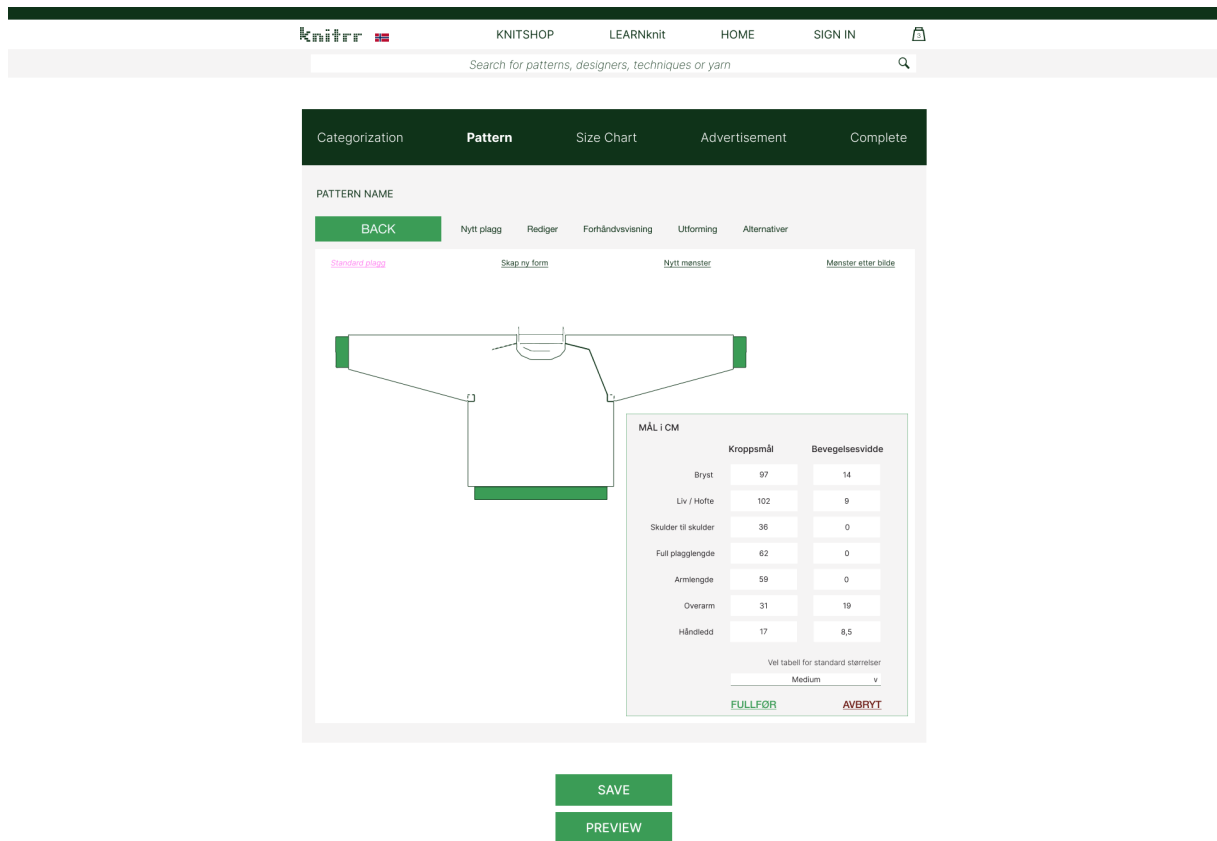 knitrr KNITSHOP LEARNknit HOME SIGN IN 3
Search for patterns, designers, techniques or yarn
Categorization Pattern Size Chart Advertisement Complete
PATTERN NAME
BACK Nytt plagg Rediger Forhåndvsvisning Utforming Alternativer
Standard plagg Skap ny form Nytt mønster Mønster etter bilde
MÅL i CM
Kroppsmål Bevegelsesvidde
Bryst 97 14
Liv / Hofte 102 9
Skulder til skulder 36 0
Full plagglengde 62 0
Armlengde 59 0
Overarm 31 19
Håndledd 17 8,5
Vel tabell for standard størrelser
Medium v
FULLFØR AVBRYT
SAVE
PREVIEW